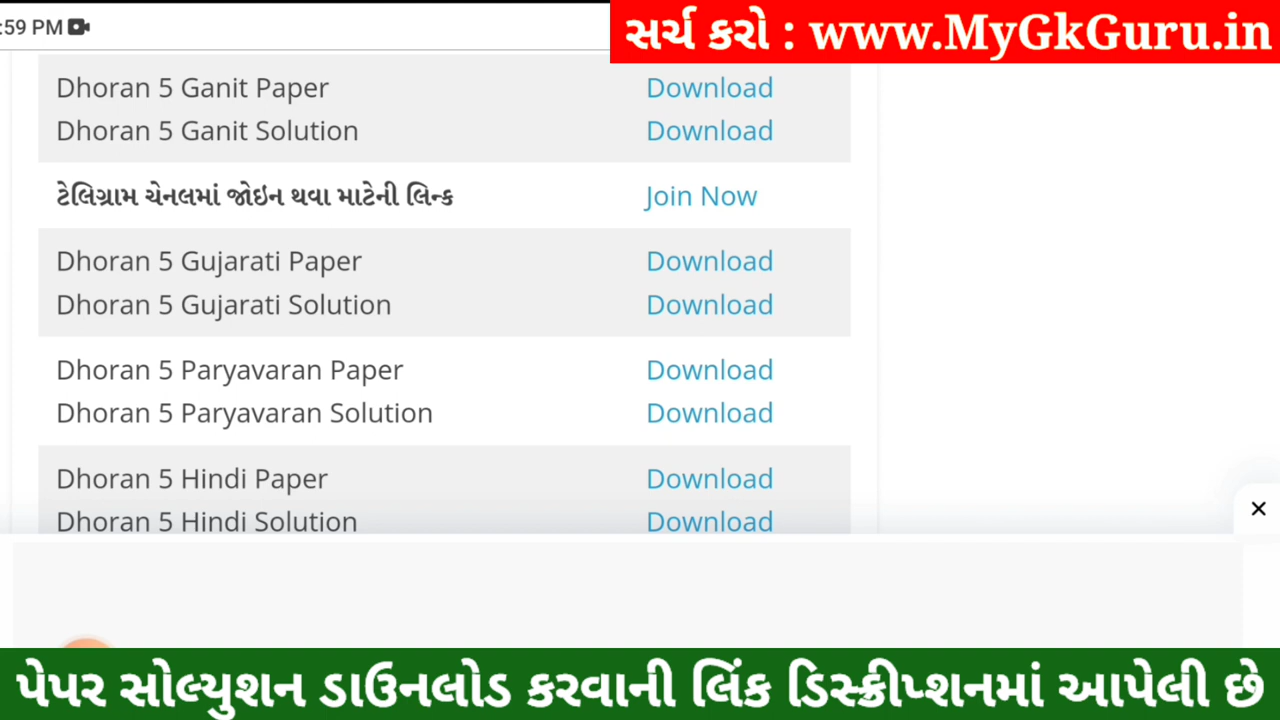 :59 PM
સર્ચ કરો : www.MyGkGuru.in
Dhoran 5 Ganit Paper Download
Dhoran 5 Ganit Solution Download
ટેલિગ્રામ ચેનલમાં જોઇન થવા માટેની લિન્ક Join Now
Dhoran 5 Gujarati Paper Download
Dhoran 5 Gujarati Solution Download
Dhoran 5 Paryavaran Paper Download
Dhoran 5 Paryavaran Solution Download
Dhoran 5 Hindi Paper Download
Dhoran 5 Hindi Solution Download
પેપર સોલ્યુશન ડાઉનલોડ કરવાની લિંક ડિસ્ક્રીપ્શનમાં આપેલી છે